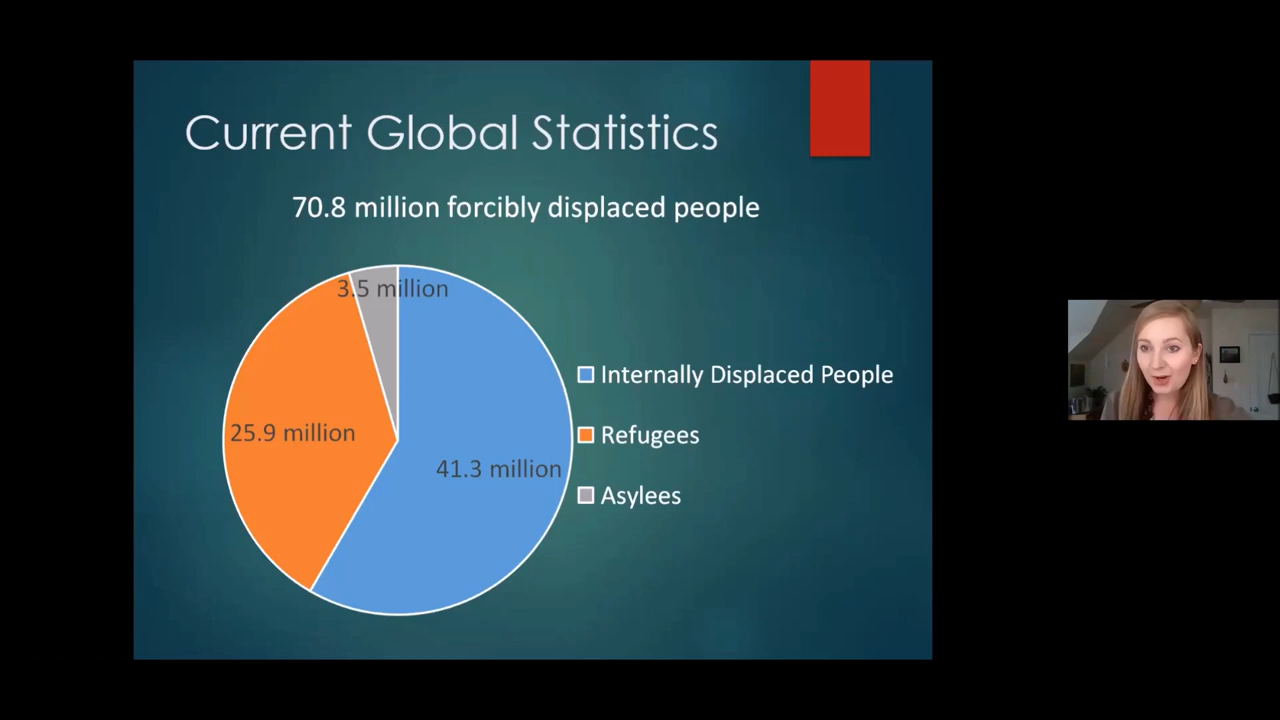 Current Global Statistics
70.8 million forcibly displaced people
3.5 million
25.9 million
41.3 million
Internally Displaced People
Refugees
Asylees